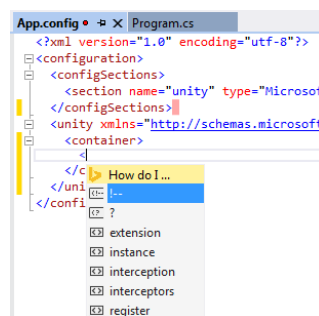 App.config Program.cs
<?xml version="1.0" encoding="utf-8"?>
<configuration>
<configSections>
<section name="unity" type="Microsof
</configSections>
<unity xmlns="http://schemas.microsoft
<container>
<
</c
</uni
</confi
How do I ...
!--
?
extension
instance
interception
interceptors
register